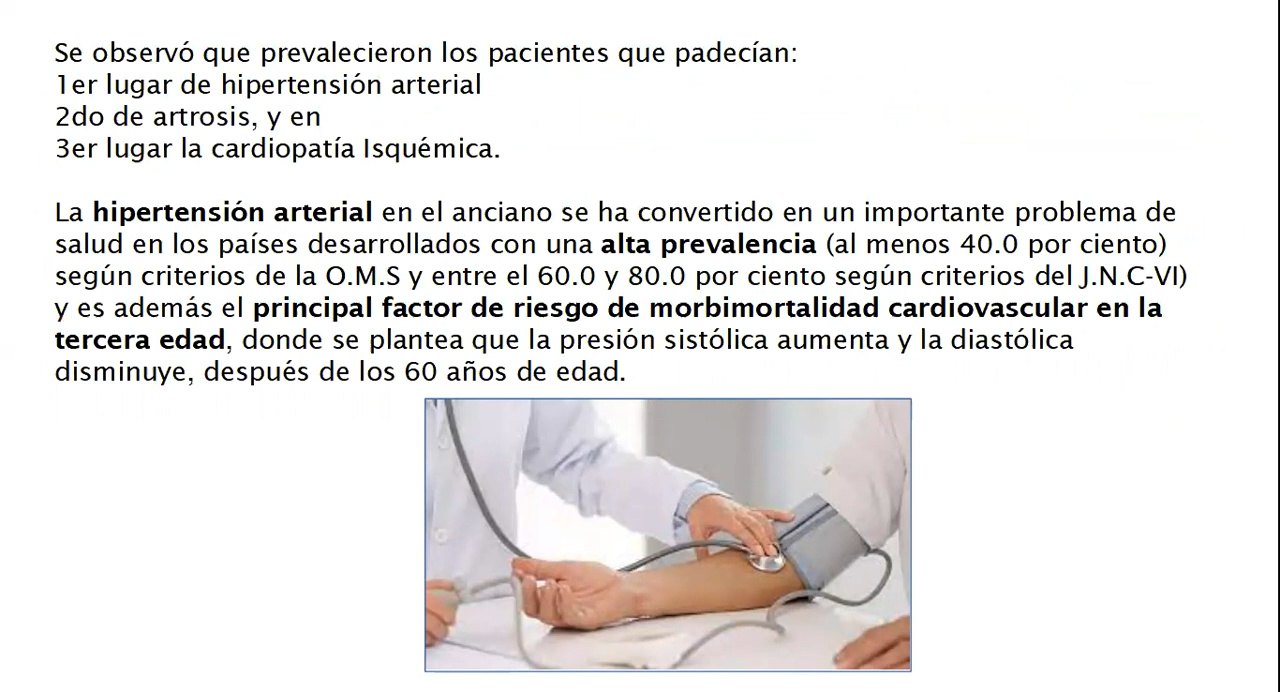 Se observó que prevalecieron los pacientes que padecían:
1er lugar de hipertensión arterial
2do de artrosis, y en
3er lugar la cardiopatía Isquémica.
La hipertensión arterial en el anciano se ha convertido en un importante problema de
salud en los países desarrollados con una alta prevalencia (al menos 40.0 por ciento)
según criterios de la O.M.S y entre el 60.0 y 80.0 por ciento según criterios del J.N.C-VI)
y es además el principal factor de riesgo de morbimortalidad cardiovascular en la
tercera edad, donde se plantea que la presión sistólica aumenta y la diastólica
disminuye, después de los 60 años de edad.